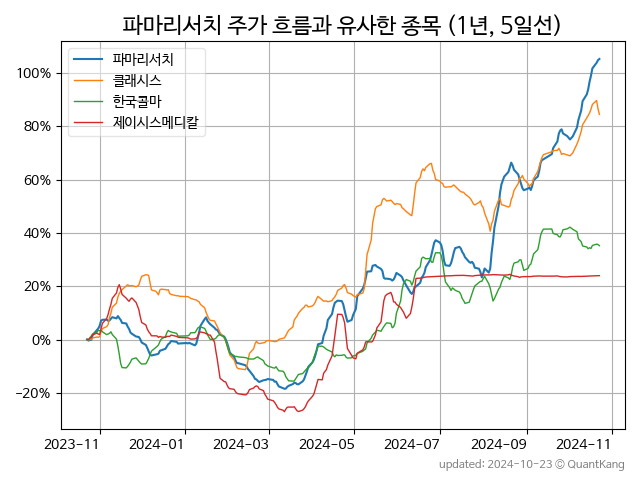 파마리서치 주가 흐름과 유사한 종목 (1년, 5일선)
파마리서치
클래시스
한국콜마
제이시스메디칼
100%
80%
60%
40%
20%
0%
−20%
2023−11
2024−01
2024−03
2024−05
2024−07
2024−09
2024−11
updated: 2024-10-23 © QuantKang